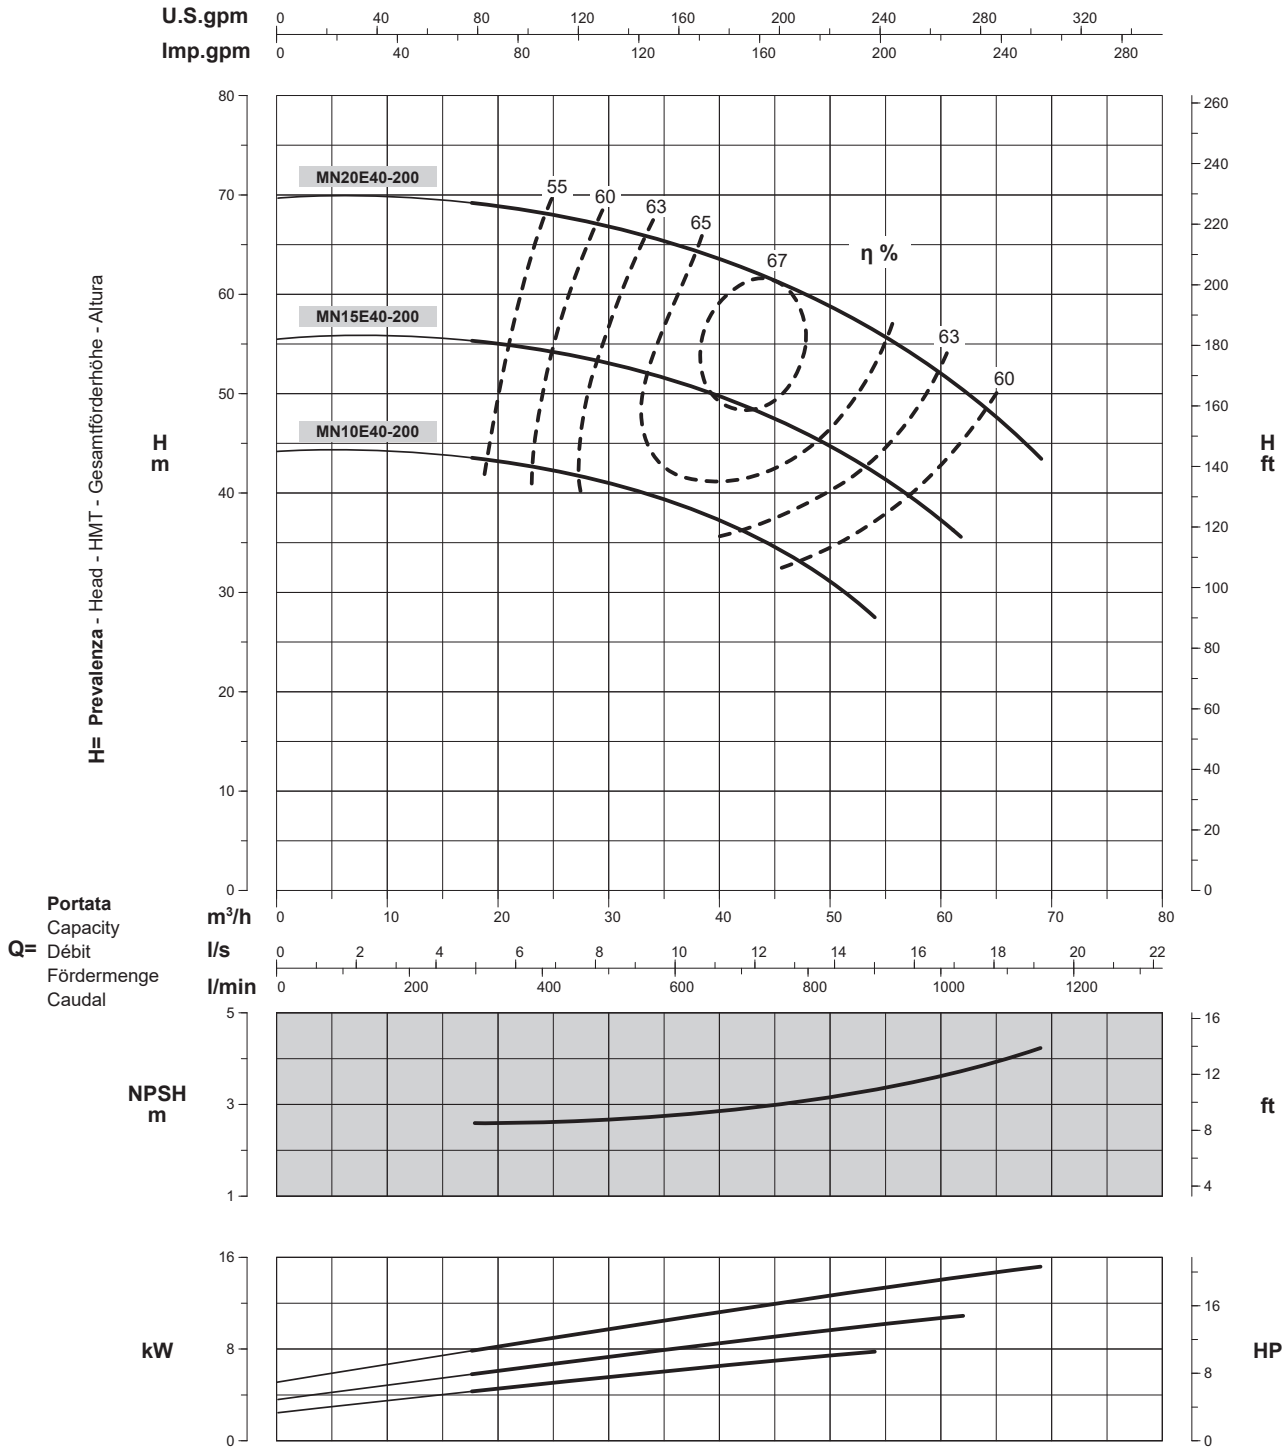 U.S.gpm 0 40 80 120 160 200 240 280 320
Imp.gpm 0 40 80 120 160 200 240 280
80 70 60 50 40 30 20 10 0
H
m
H= Prevalenza - Head - HMT - Gesamtförderhöhe - Altura
MN20E40-200
MN15E40-200
MN10E40-200
55 60 63 65 67
η %
63
60
260 240 220 200 180 160 140 120 100 80 60 40 20 0
H
ft
Q=
Portata
Capacity
Débit
Fördermenge
Caudal
m³/h 0 10 20 30 40 50 60 70 80
l/s 0 2 4 6 8 10 12 14 16 18 20 22
l/min 0 200 400 600 800 1000 1200
NPSH
m
5 3 1
16 12 8 4
ft
kW
16 8 0
16 8 0
HP